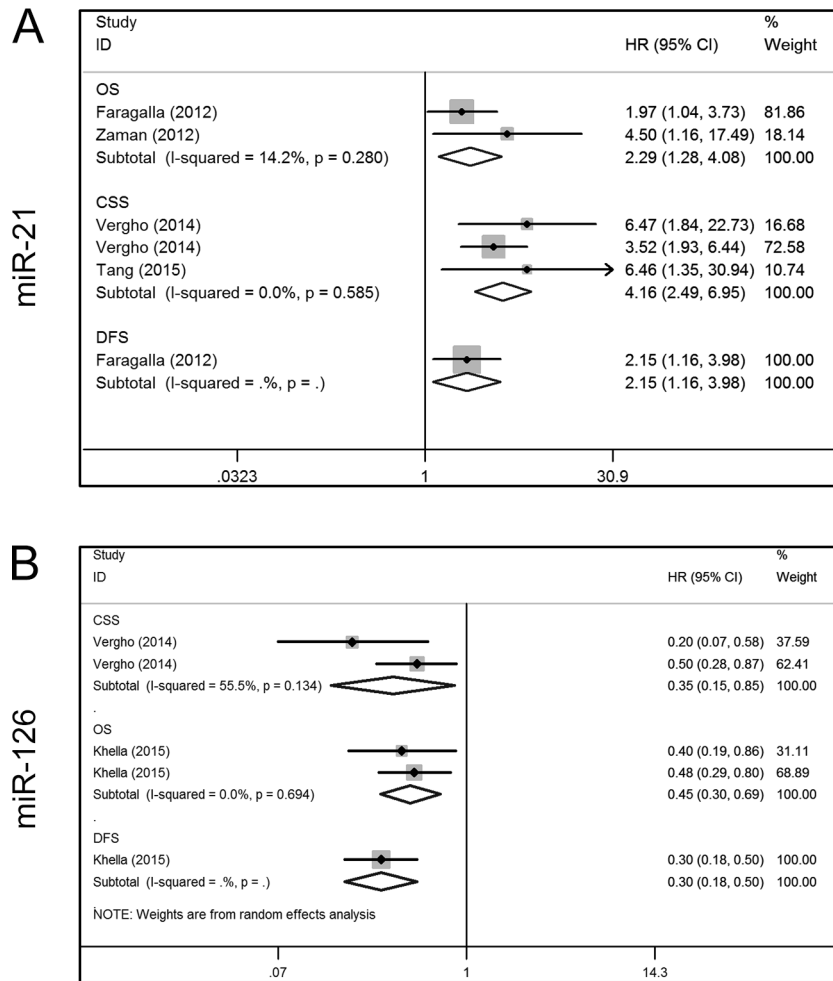 A
Study %
ID HR (95% CI) Weight
OS
Faragalla (2012) 1.97 (1.04, 3.73) 81.86
Zaman (2012) 4.50 (1.16, 17.49) 18.14
Subtotal (I-squared = 14.2%, p = 0.280) 2.29 (1.28, 4.08) 100.00
CSS
Vergho (2014) 6.47 (1.84, 22.73) 16.68
Vergho (2014) 3.52 (1.93, 6.44) 72.58
Tang (2015) 6.46 (1.35, 30.94) 10.74
Subtotal (I-squared = 0.0%, p = 0.585) 4.16 (2.49, 6.95) 100.00
DFS
Faragalla (2012) 2.15 (1.16, 3.98) 100.00
Subtotal (I-squared = .%, p = .) 2.15 (1.16, 3.98) 100.00
.0323 1 30.9
miR-21
B
Study %
ID HR (95% CI) Weight
CSS
Vergho (2014) 0.20 (0.07, 0.58) 37.59
Vergho (2014) 0.50 (0.28, 0.87) 62.41
Subtotal (I-squared = 55.5%, p = 0.134) 0.35 (0.15, 0.85) 100.00
.
OS
Khella (2015) 0.40 (0.19, 0.86) 31.11
Khella (2015) 0.48 (0.29, 0.80) 68.89
Subtotal (I-squared = 0.0%, p = 0.694) 0.45 (0.30, 0.69) 100.00
.
DFS
Khella (2015) 0.30 (0.18, 0.50) 100.00
Subtotal (I-squared = .%, p = .) 0.30 (0.18, 0.50) 100.00
.
NOTE: Weights are from random effects analysis
.07 1 14.3
miR-126